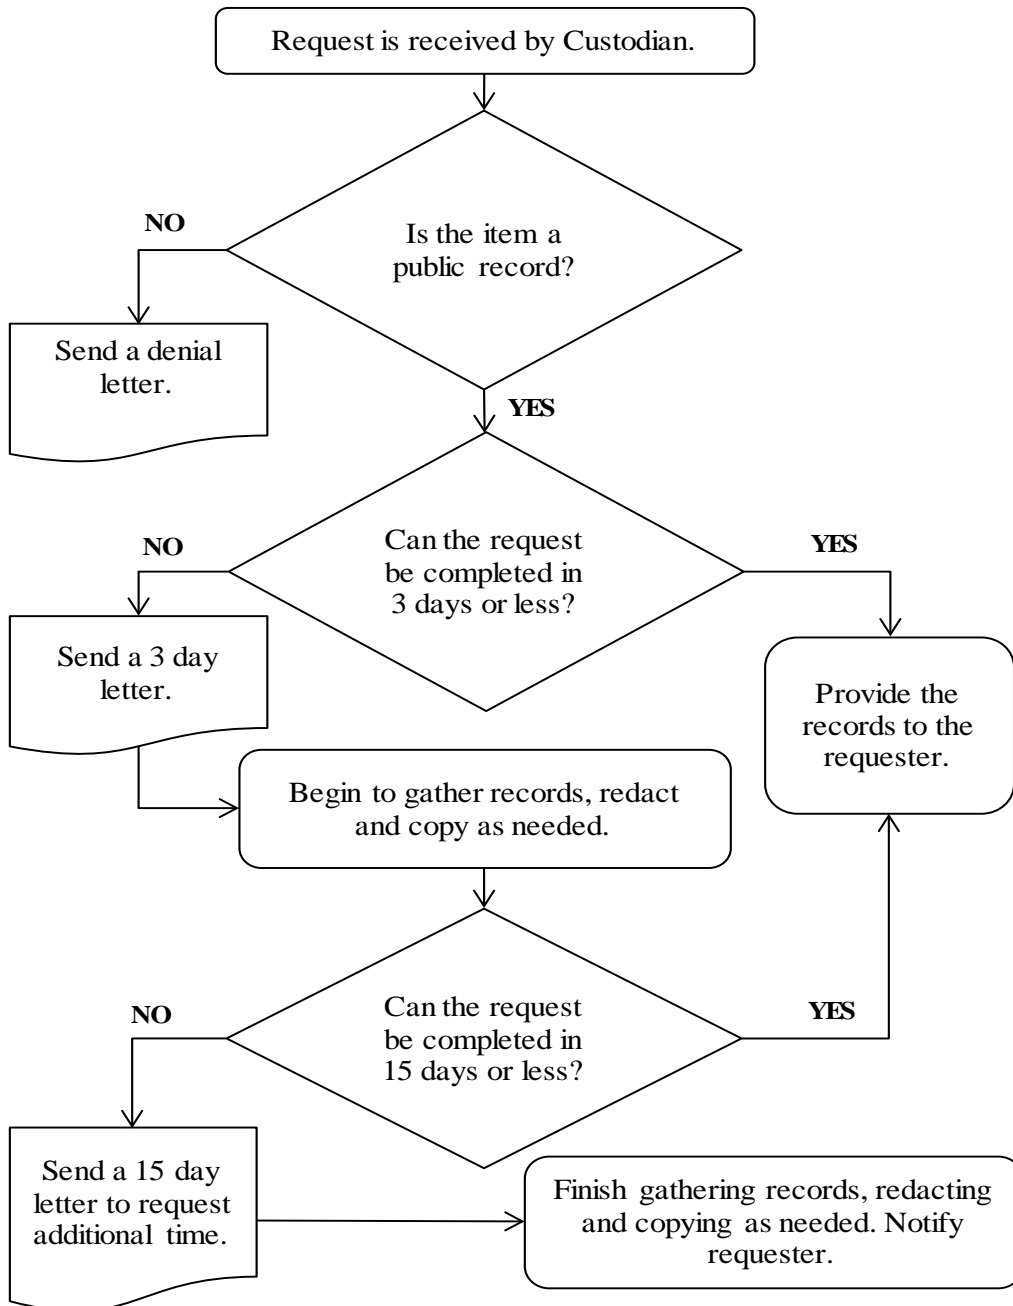 Request is received by Custodian.
NO
Is the item a
public record?
Send a denial
letter.
YES
NO
Can the request
be completed in
3 days or less?
YES
Send a 3 day
letter.
Provide the
records to the
requester.
Begin to gather records, redact
and copy as needed.
NO
Can the request
be completed in
15 days or less?
YES
Send a 15 day
letter to request
additional time.
Finish gathering records, redacting
and copying as needed. Notify
requester.